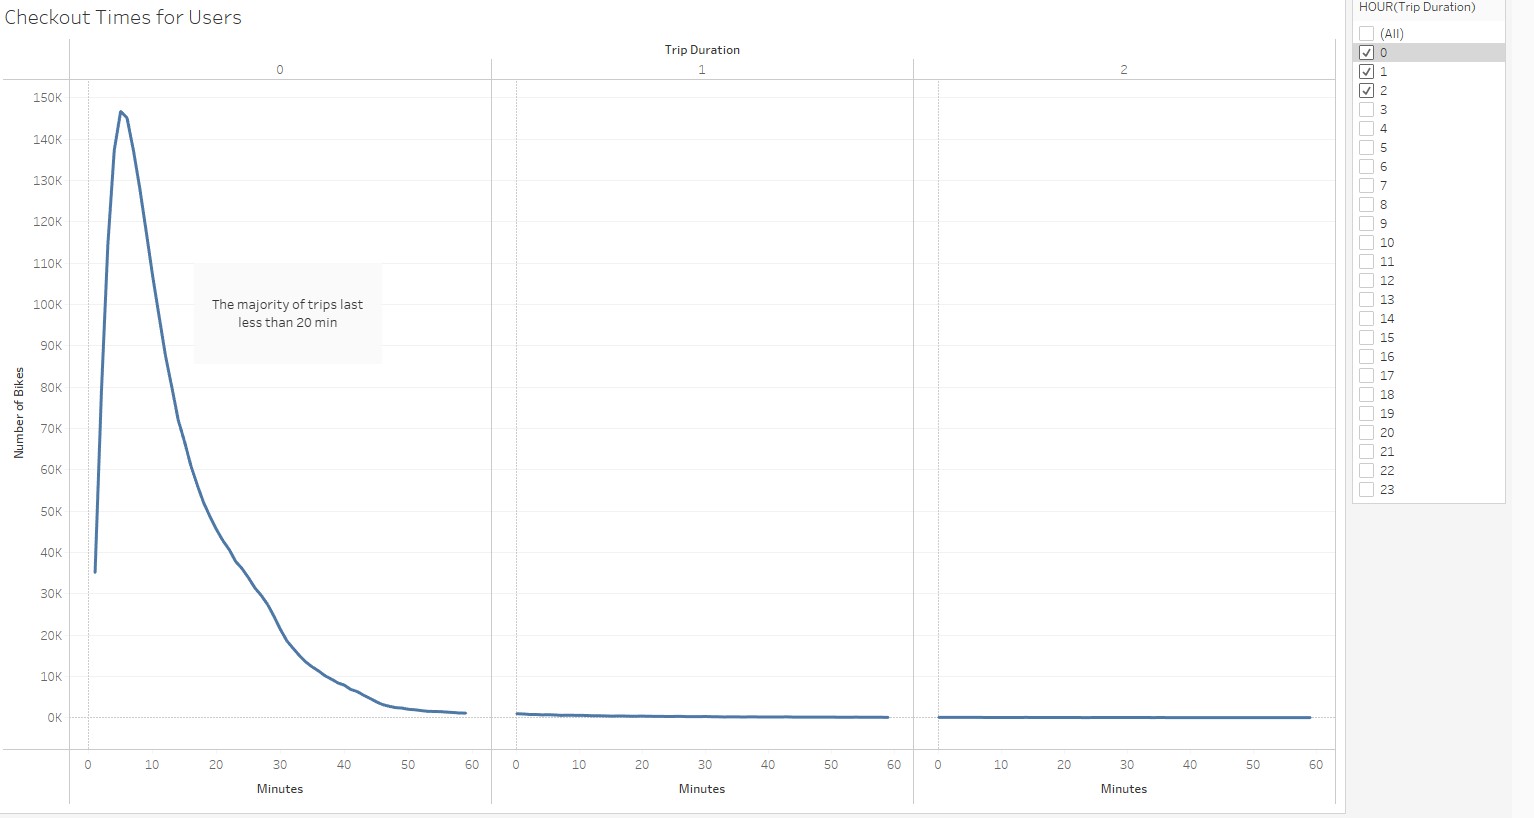 Checkout Times for Users
Trip Duration
0 1 2
150K
140K
130K
120K
110K
100K
90K
80K
70K
60K
50K
40K
30K
20K
10K
0K
Number of Bikes
The majority of trips last
less than 20 min
0 10 20 30 40 50 60 0 10 20 30 40 50 60 0 10 20 30 40 50 60
Minutes Minutes Minutes
HOUR(Trip Duration)
(All)
0
1
2
3
4
5
6
7
8
9
10
11
12
13
14
15
16
17
18
19
20
21
22
23